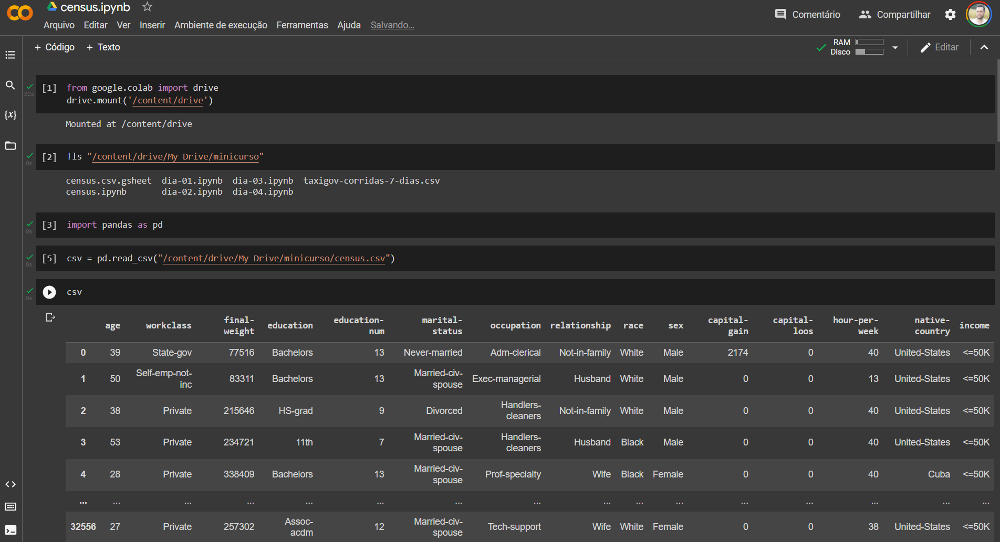 census.ipynb
Arquivo Editar Ver Inserir Ambiente de execução Ferramentas Ajuda Salvando...
Comentário Compartilhar
+ Código + Texto
RAM
Disco
Editar
22s
[1] from google.colab import drive
drive.mount('/content/drive')
Mounted at /content/drive
0s
[2] !ls "/content/drive/My Drive/minicurso"
census.csv.gsheet dia-01.ipynb dia-03.ipynb taxigov-corridas-7-dias.csv
census.ipynb dia-02.ipynb dia-04.ipynb
0s
[3] import pandas as pd
0s
[5] csv = pd.read_csv("/content/drive/My Drive/minicurso/census.csv")
0s
csv
{x}
age workclass final-weight education education-num marital-status occupation relationship race sex capital-gain capital-loos hour-per-week native-country income
0 39 State-gov 77516 Bachelors 13 Never-married Adm-clerical Not-in-family White Male 2174 0 40 United-States <=50K
1 50 Self-emp-not-inc 83311 Bachelors 13 Married-civ-spouse Exec-managerial Husband White Male 0 0 13 United-States <=50K
2 38 Private 215646 HS-grad 9 Divorced Handlers-cleaners Not-in-family White Male 0 0 40 United-States <=50K
3 53 Private 234721 11th 7 Married-civ-spouse Handlers-cleaners Husband Black Male 0 0 40 United-States <=50K
4 28 Private 338409 Bachelors 13 Married-civ-spouse Prof-specialty Wife Black Female 0 0 40 Cuba <=50K
... ... ... ... ... ... ... ... ... ... ... ... ... ... ... ...
32556 27 Private 257302 Assoc-acdm 12 Married-civ-spouse Tech-support Wife White Female 0 0 38 United-States <=50K